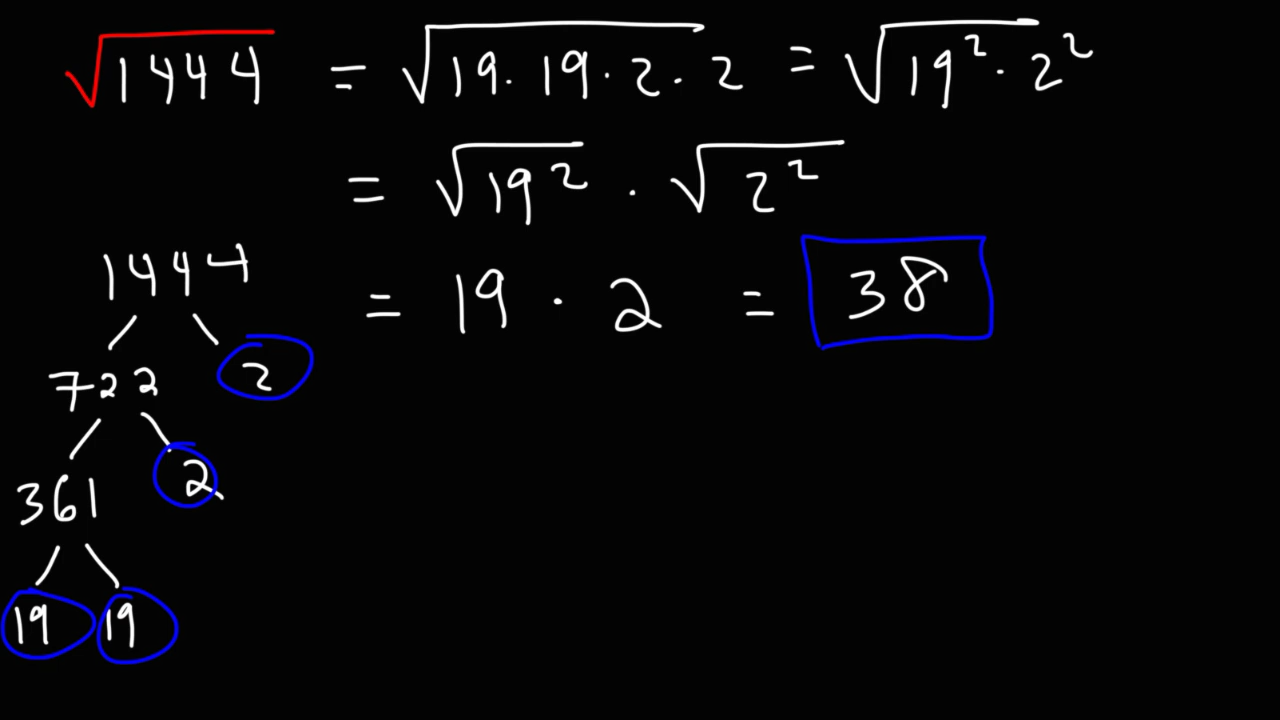 √1444 = √19·19·2·2 = √19²·2²
= √19² · √2²
= 19 · 2 = 38
1444
722 2
361 2
19 19